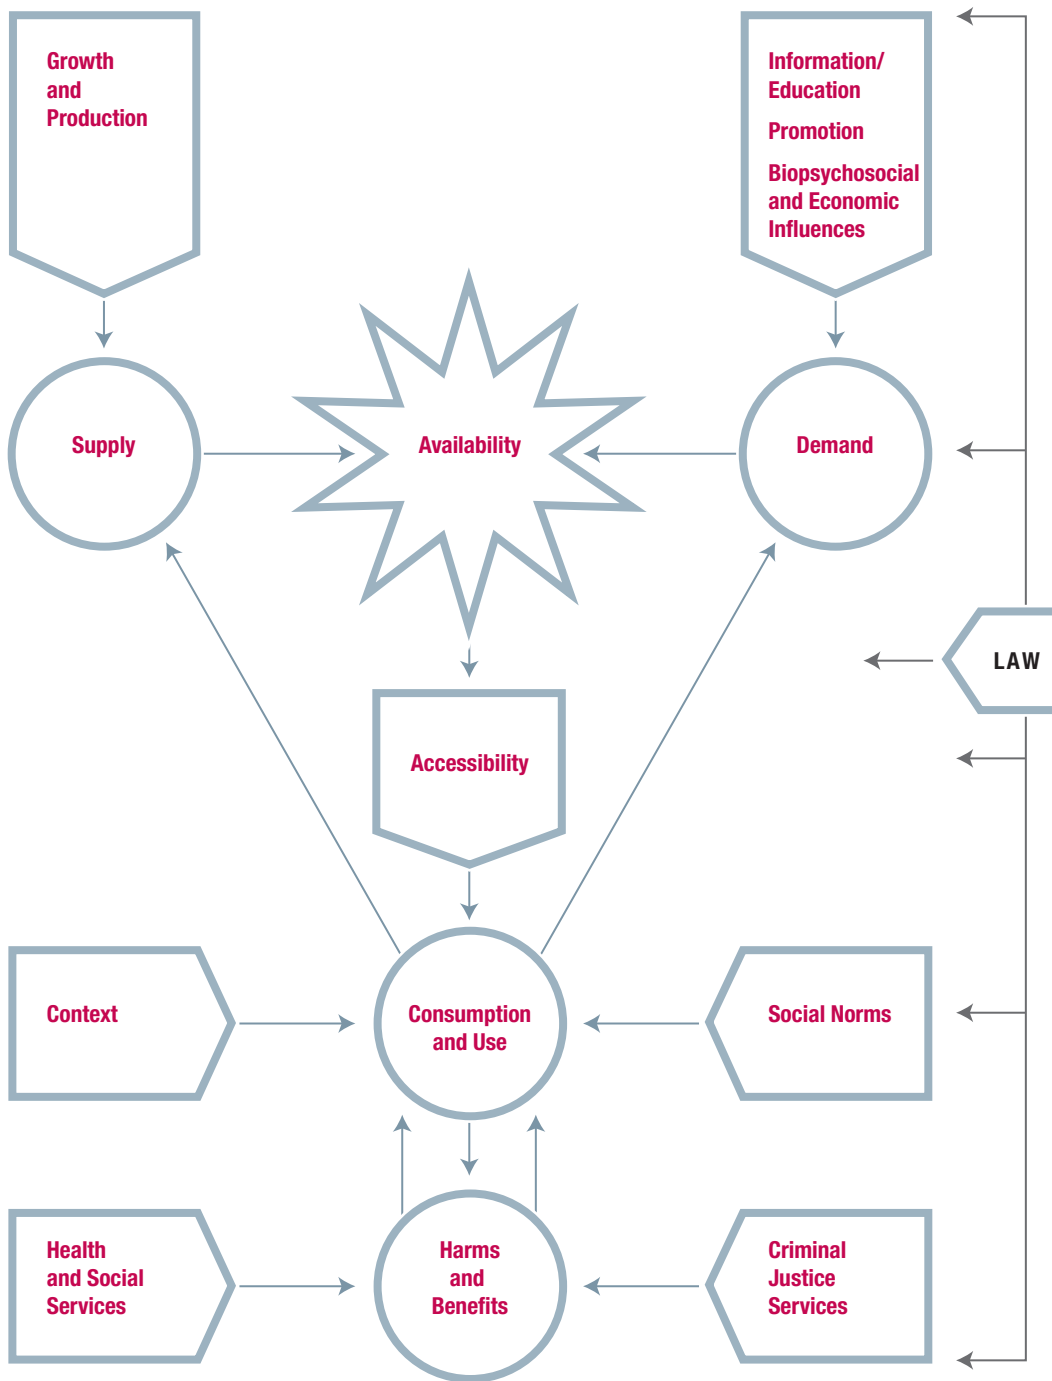 Growth
and
Production
Information/
Education
Promotion
Biopsychosocial
and Economic
Influences
Supply
Availability
Demand
LAW
Accessibility
Context
Consumption
and Use
Social Norms
Health
and Social
Services
Harms
and
Benefits
Criminal
Justice
Services